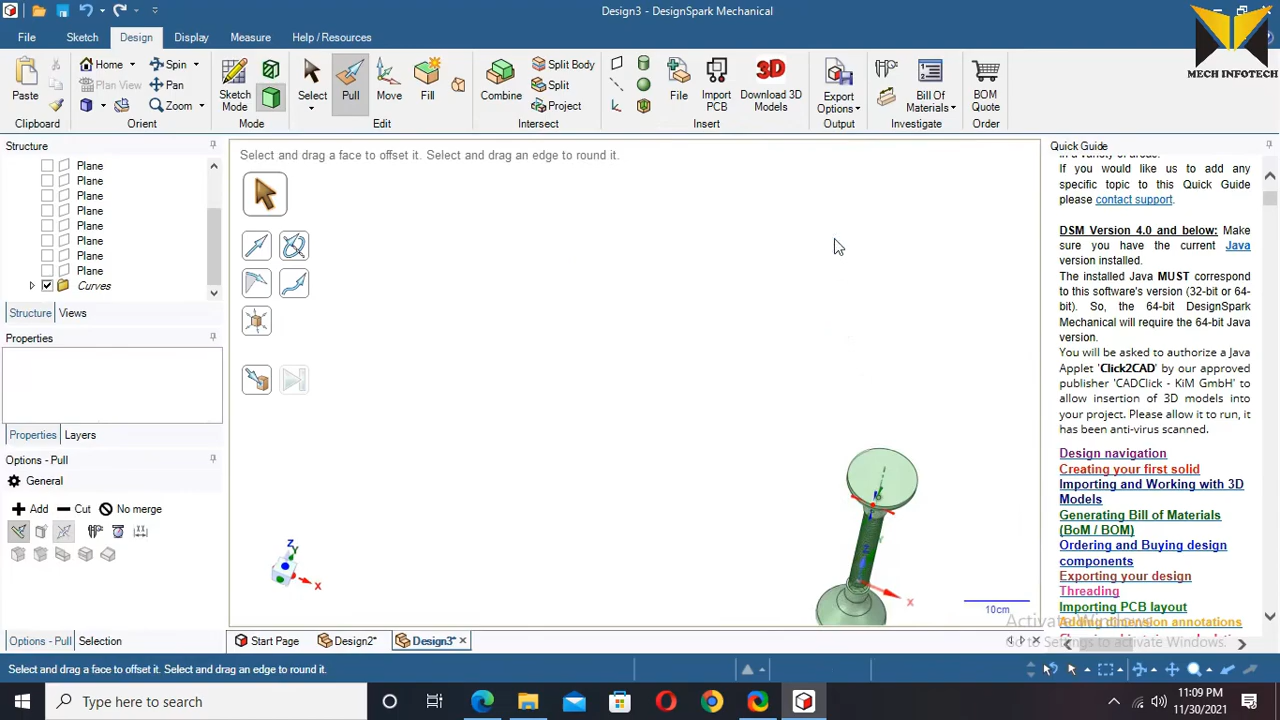 Design3 - DesignSpark Mechanical
MECH INFOTECH
File Sketch Design Display Measure Help / Resources
Paste
Clipboard
Home Spin
Plan View Pan
Zoom
Orient
Sketch Mode
Mode
Select Pull Move Fill
Edit
Combine
Split Body
Split
Project
Intersect
File
Import PCB
3D
Download 3D Models
Insert
Export Options
Output
Bill Of Materials
Investigate
BOM Quote
Order
Structure
Plane
Plane
Plane
Plane
Plane
Plane
Plane
Plane
Curves
Structure Views
Properties
Properties Layers
Options - Pull
General
Add Cut No merge
Options - Pull Selection
Select and drag a face to offset it. Select and drag an edge to round it.
Z
Y
X
X
10cm
Start Page Design2* Design3*
Quick Guide
If you would like us to add any specific topic to this Quick Guide please contact support.
DSM Version 4.0 and below: Make sure you have the current Java version installed.
The installed Java MUST correspond to this software's version (32-bit or 64-bit). So, the 64-bit DesignSpark Mechanical will require the 64-bit Java version.
You will be asked to authorize a Java Applet 'Click2CAD' by our approved publisher 'CADClick - KiM GmbH' to allow insertion of 3D models into your project. Please allow it to run, it has been anti-virus scanned.
Design navigation
Creating your first solid
Importing and Working with 3D Models
Generating Bill of Materials (BoM / BOM)
Ordering and Buying design components
Exporting your design
Threading
Importing PCB layout
Adding dimension annotations
Activate Windows
Go to Settings to activate Windows.
Select and drag a face to offset it. Select and drag an edge to round it.
Type here to search
11:09 PM
11/30/2021